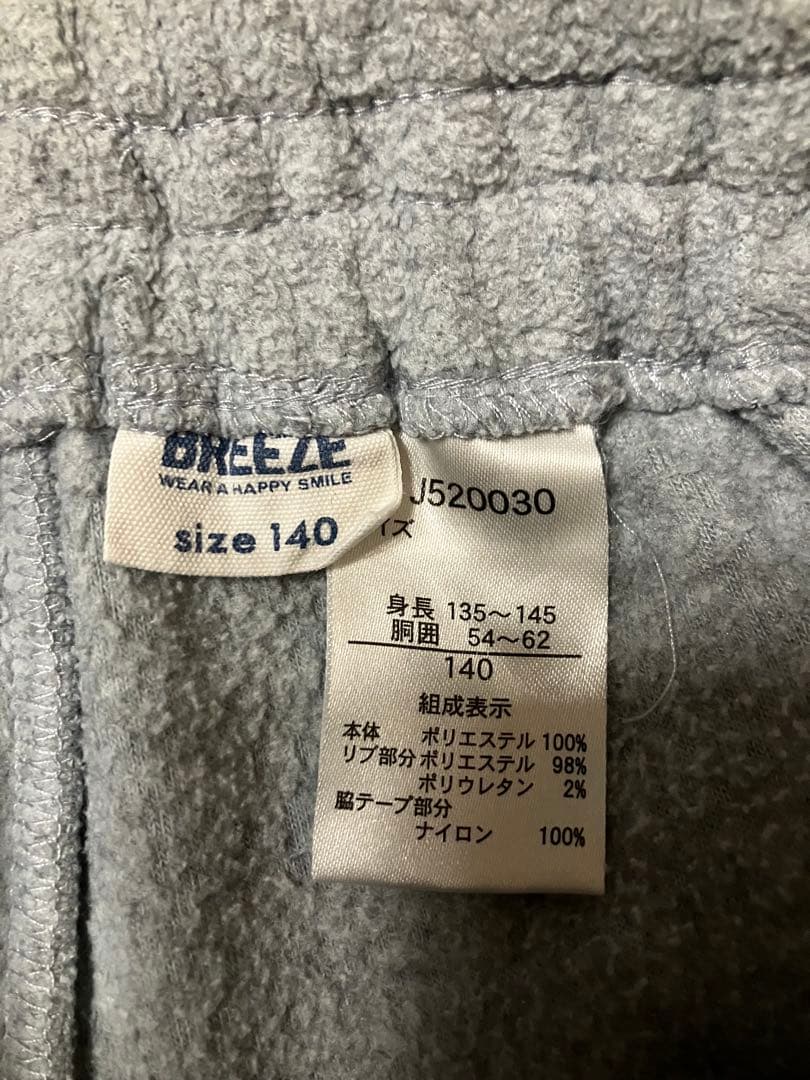 BREEZE
WEAR A HAPPY SMILE
size 140
J520030
イズ
身長 135～145
胴囲 54～62
140
組成表示
本体 ポリエステル 100%
リブ部分 ポリエステル 98%
ポリウレタン 2%
脇テープ部分
ナイロン 100%